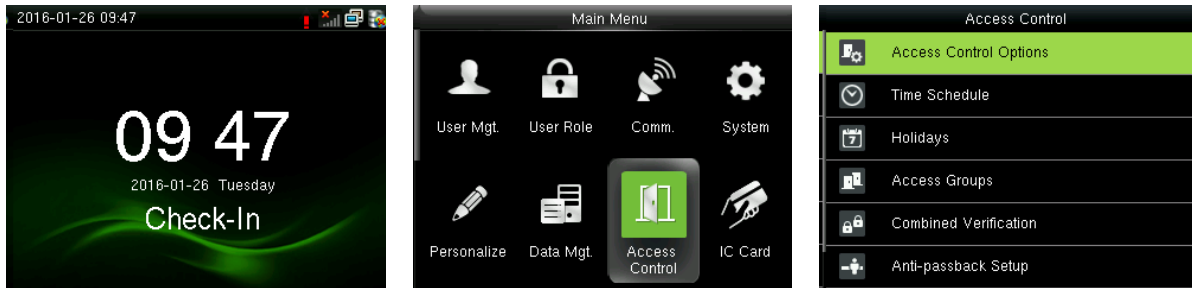 2016-01-26 09:47
09 47
2016-01-26 Tuesday
Check-In
Main Menu
User Mgt.
User Role
Comm.
System
Personalize
Data Mgt.
Access
Control
IC Card
Access Control
Access Control Options
Time Schedule
7
Holidays
Access Groups
Combined Verification
Anti-passback Setup